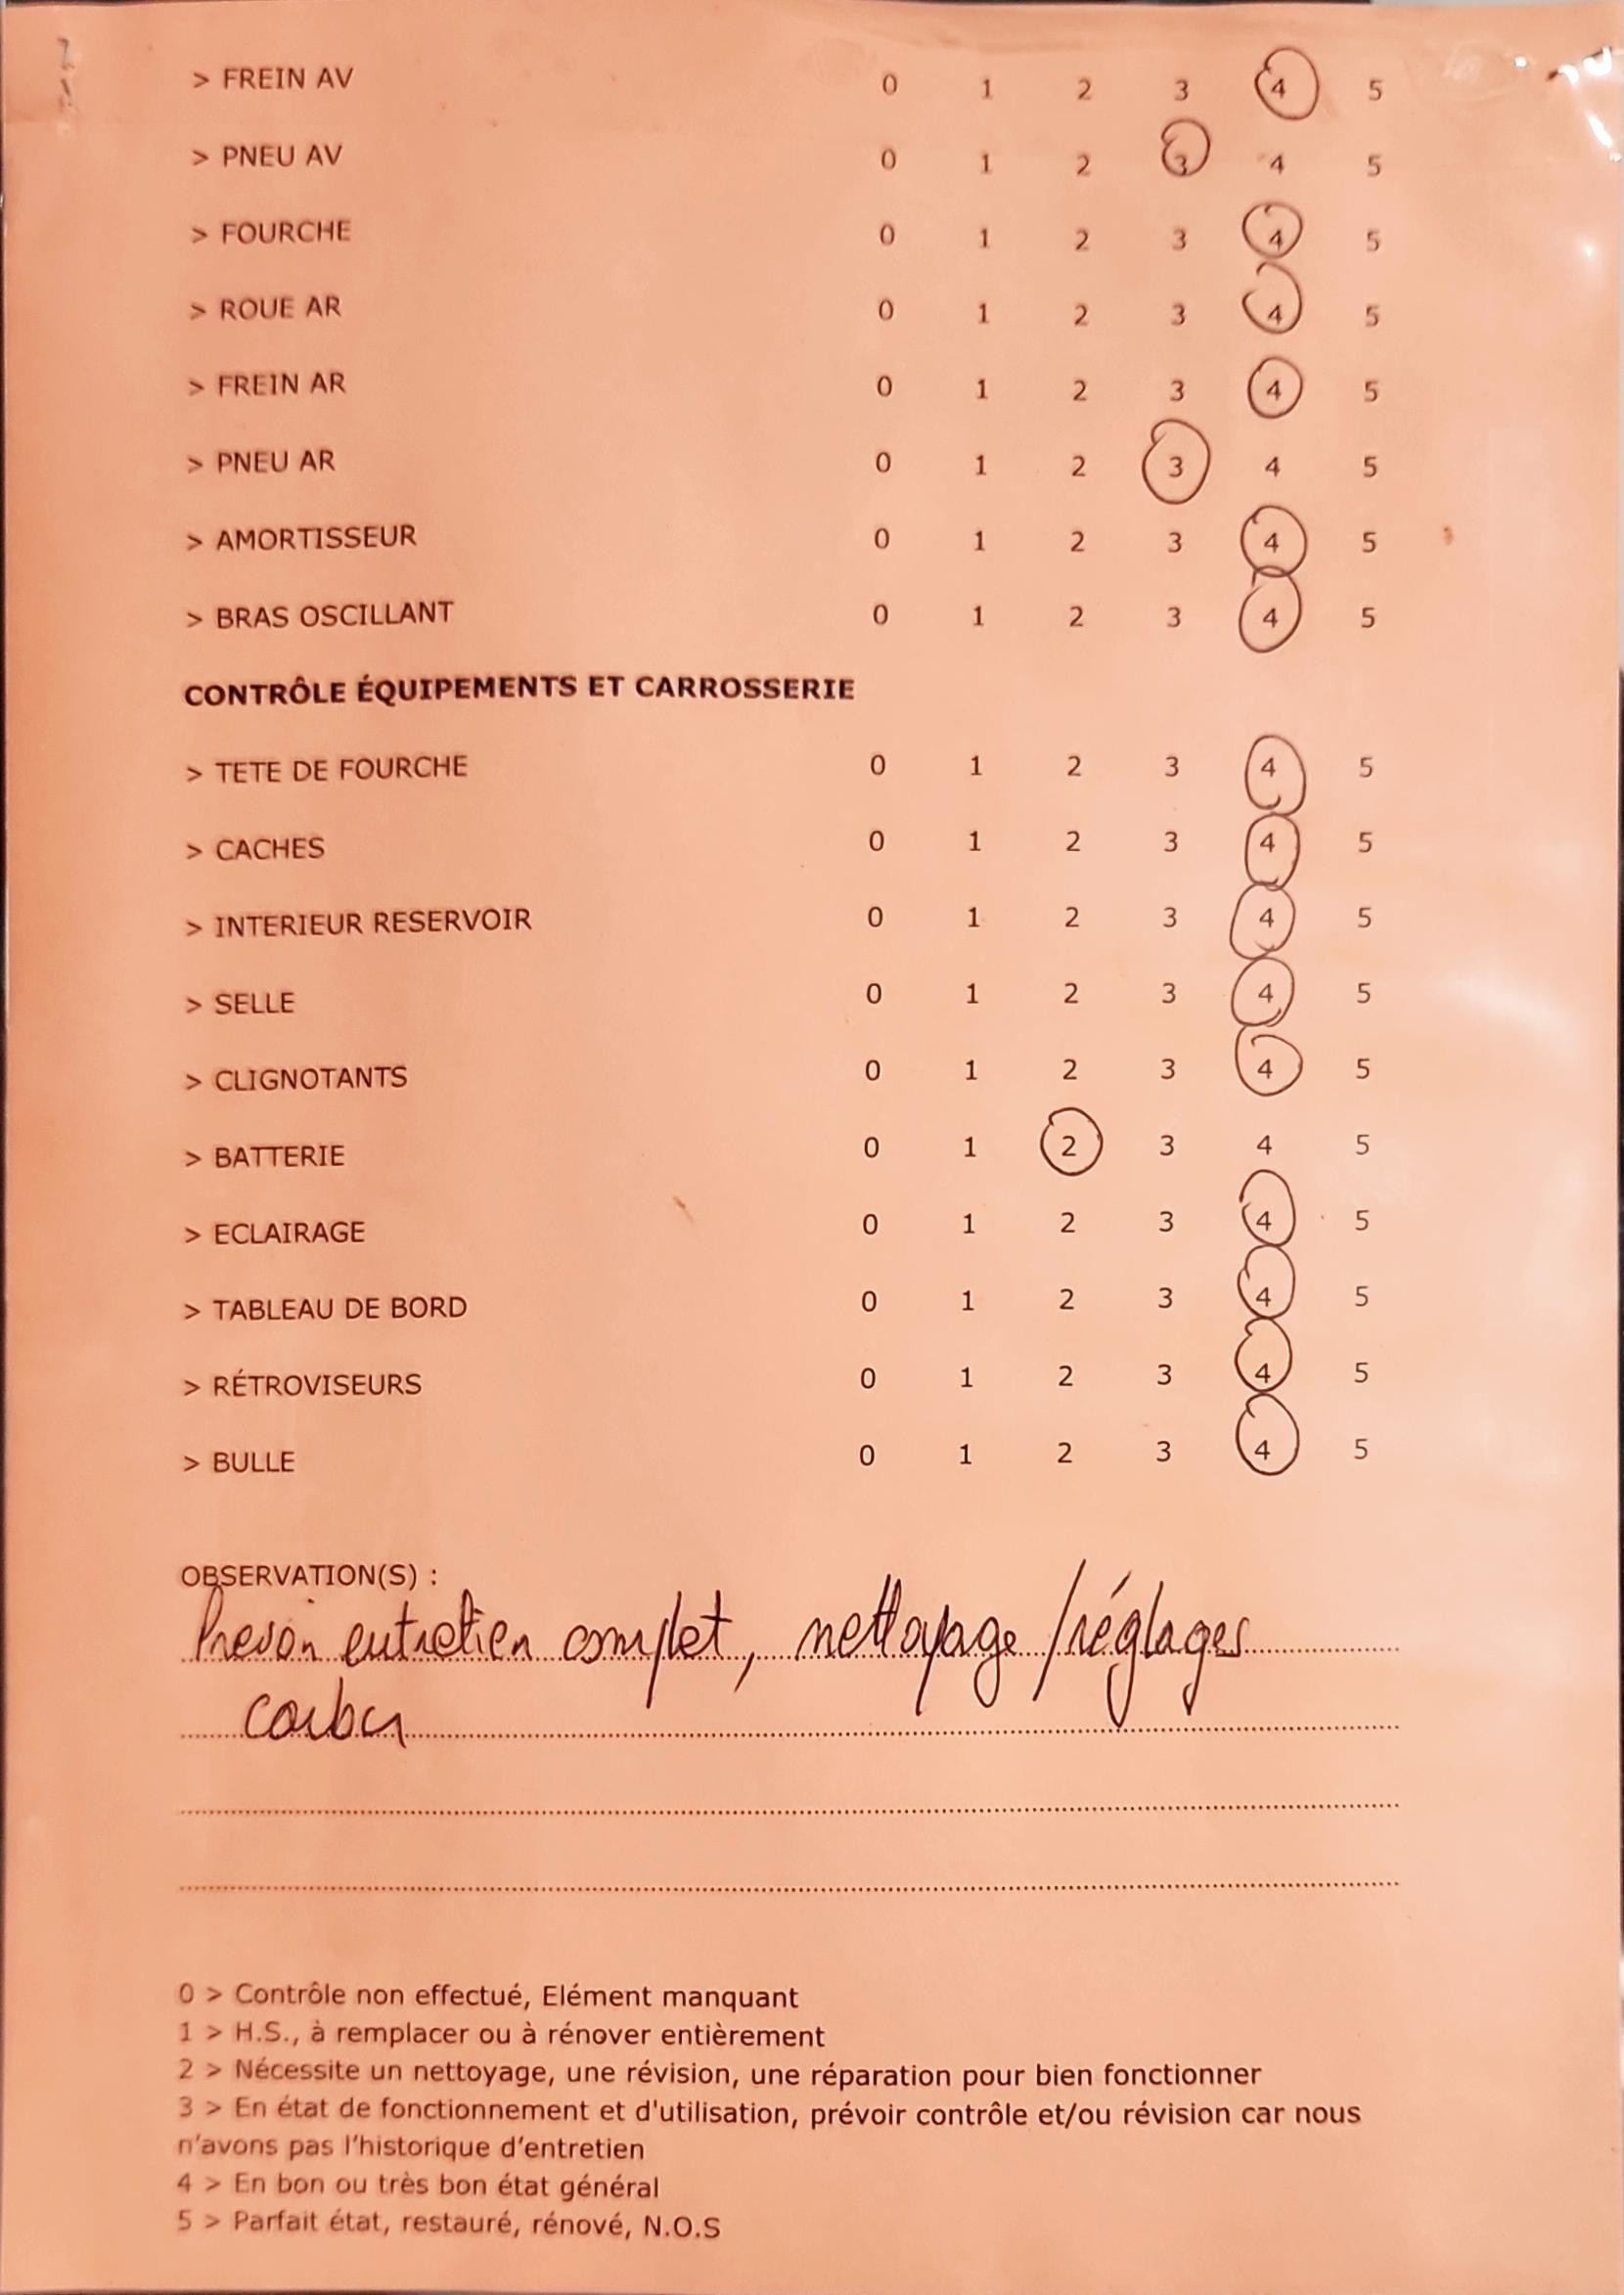 > FREIN AV 0 1 2 3 4 5
> PNEU AV 0 1 2 3 4 5
> FOURCHE 0 1 2 3 4 5
> ROUE AR 0 1 2 3 4 5
> FREIN AR 0 1 2 3 4 5
> PNEU AR 0 1 2 3 4 5
> AMORTISSEUR 0 1 2 3 4 5
> BRAS OSCILLANT 0 1 2 3 4 5
CONTRÔLE ÉQUIPEMENTS ET CARROSSERIE
> TETE DE FOURCHE 0 1 2 3 4 5
> CACHES 0 1 2 3 4 5
> INTERIEUR RESERVOIR 0 1 2 3 4 5
> SELLE 0 1 2 3 4 5
> CLIGNOTANTS 0 1 2 3 4 5
> BATTERIE 0 1 2 3 4 5
> ECLAIRAGE 0 1 2 3 4 5
> TABLEAU DE BORD 0 1 2 3 4 5
> RÉTROVISEURS 0 1 2 3 4 5
> BULLE 0 1 2 3 4 5
OBSERVATION(S) :
entretien complet, nettoyage / réglages
0 > Contrôle non effectué, Elément manquant
1 > H.S., à remplacer ou à rénover entièrement
2 > Nécessite un nettoyage, une révision, une réparation pour bien fonctionner
3 > En état de fonctionnement et d'utilisation, prévoir contrôle et/ou révision car nous
n'avons pas l'historique d'entretien
4 > En bon ou très bon état général
5 > Parfait état, restauré, rénové, N.O.S